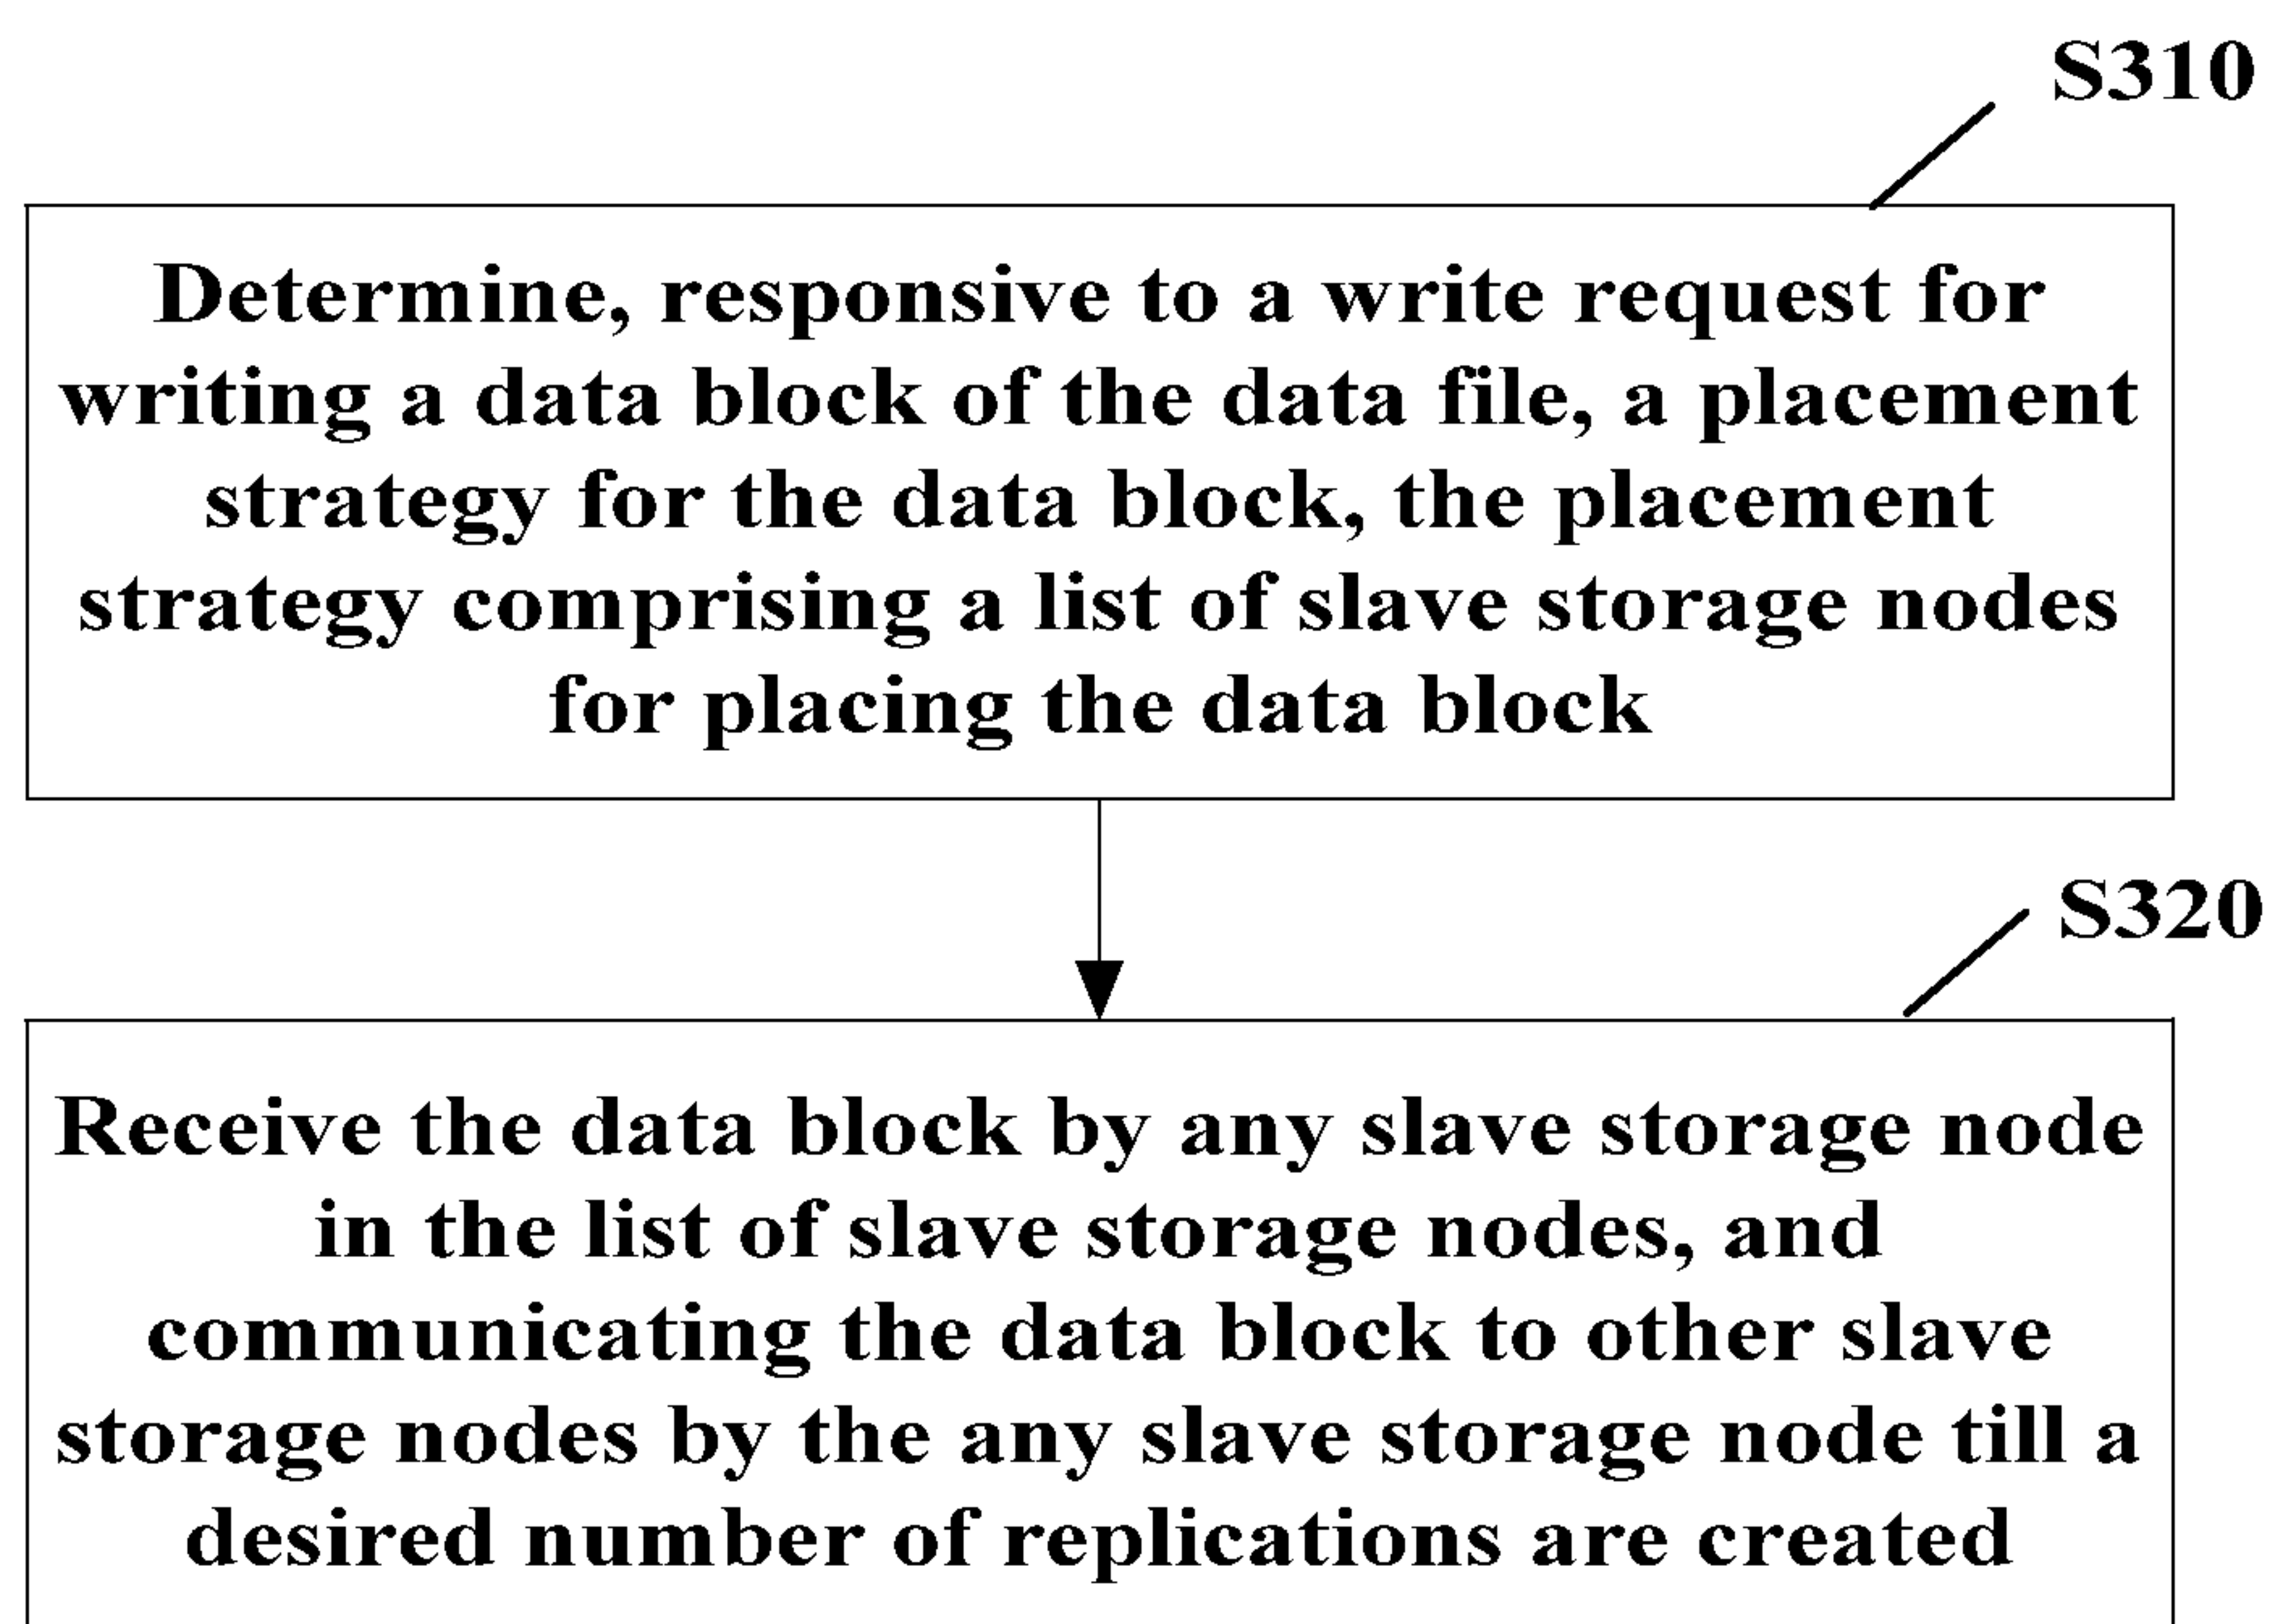 S310
Determine, responsive to a write request for
writing a data block of the data file, a placement
strategy for the data block, the placement
strategy comprising a list of slave storage nodes
for placing the data block
S320
Receive the data block by any slave storage node
in the list of slave storage nodes, and
communicating the data block to other slave
storage nodes by the any slave storage node till a
desired number of replications are created